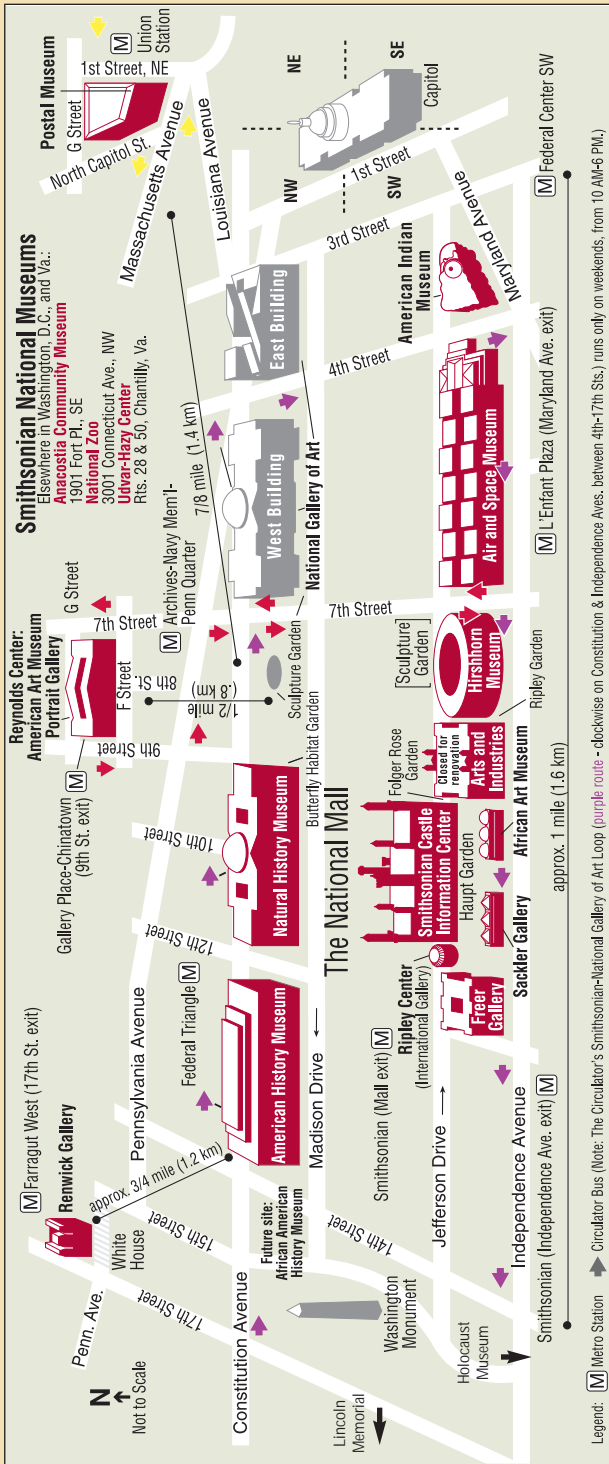 N
Not to Scale
Penn. Ave.
White
House
Renwick Gallery
M Farragut West (17th St. exit)
approx. 3/4 mile (1.2 km)
17th Street
15th Street
14th Street
Pennsylvania Avenue
Constitution Avenue
Gallery Place-Chinatown M
(9th St. exit)
Reynolds Center:
American Art Museum
Portrait Gallery
G Street
7th Street
F Street
8th St.
9th Street
10th Street
12th Street
1/2 mile
(.8 km)
M Archives-Navy Mem'l-
Penn Quarter
7/8 mile (1.4 km)
Smithsonian National Museums
Elsewhere in Washington, D.C., and Va.:
Anacostia Community Museum
1901 Fort Pl., SE
National Zoo
3001 Connecticut Ave., NW
Udvar-Hazy Center
Rts. 28 & 50, Chantilly, Va.
Postal Museum
G Street
North Capitol St.
1st Street, NE
M Union
Station
Massachusetts Avenue
Louisiana Avenue
NE
SE
NW
SW
Capitol
1st Street
3rd Street
4th Street
Maryland Avenue
M Federal Center SW
Federal Triangle M
American History Museum
Natural History Museum
Butterfly Habitat Garden
Sculpture Garden
West Building
East Building
National Gallery of Art
Future site:
African American
History Museum
Madison Drive
The National Mall
Washington
Monument
Lincoln
Memorial
Holocaust
Museum
Jefferson Drive
Smithsonian (Mall exit) M
Ripley Center
(International Gallery)
Freer
Gallery
Smithsonian Castle
Information Center
Haupt Garden
Sackler Gallery
African Art Museum
Folger Rose
Garden
Closed for
renovation
Arts and
Industries
Ripley Garden
Sculpture
Garden
Hirshhorn
Museum
7th Street
Air and Space Museum
American Indian
Museum
Independence Avenue
Smithsonian (Independence Ave. exit) M
M L'Enfant Plaza (Maryland Ave. exit)
approx. 1 mile (1.6 km)
Legend: M Metro Station Circulator Bus (Note: The Circulator's Smithsonian-National Gallery of Art Loop (purple route - clockwise on Constitution & Independence Aves. between 4th-17th Sts.) runs only on weekends, from 10 AM-6 PM.)